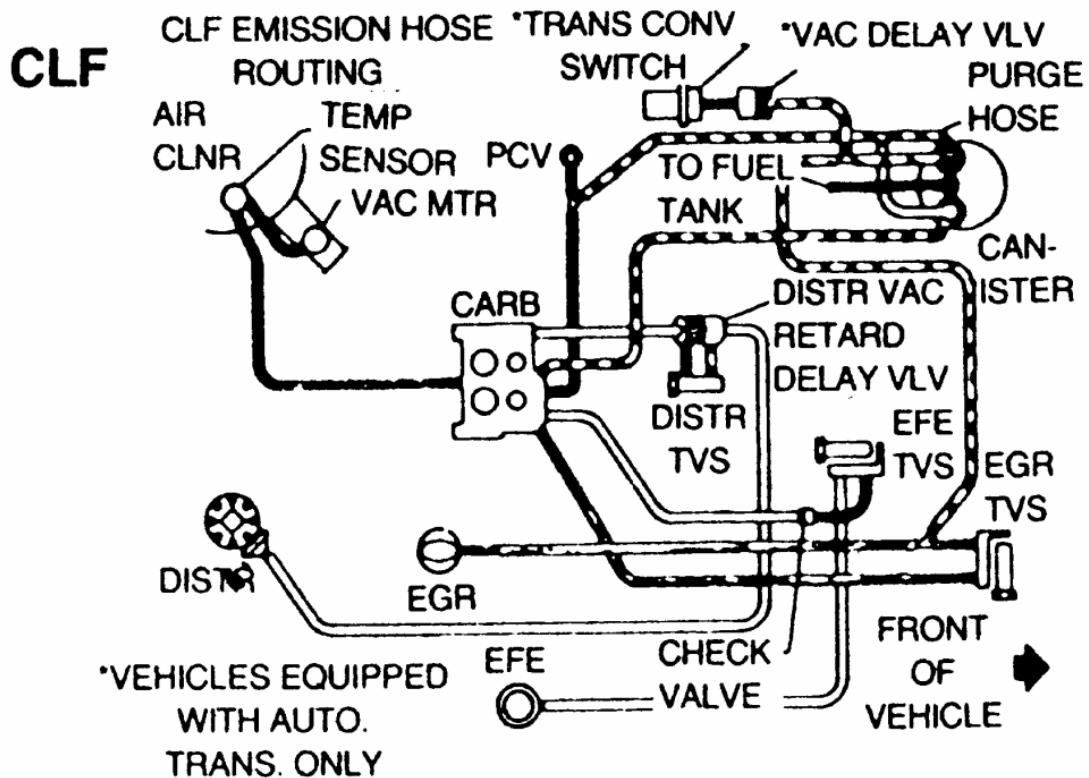 CLF
CLF EMISSION HOSE
ROUTING
*TRANS CONV
SWITCH
*VAC DELAY VLV
PURGE
HOSE
AIR
CLNR
TEMP
SENSOR
VAC MTR
PCV
TO FUEL
TANK
CAN-
ISTER
CARB
DISTR VAC
RETARD
DELAY VLV
DISTR
TVS
EFE
TVS
EGR
TVS
DISTR
EGR
EFE
CHECK
VALVE
FRONT
OF
VEHICLE
*VEHICLES EQUIPPED
WITH AUTO.
TRANS. ONLY